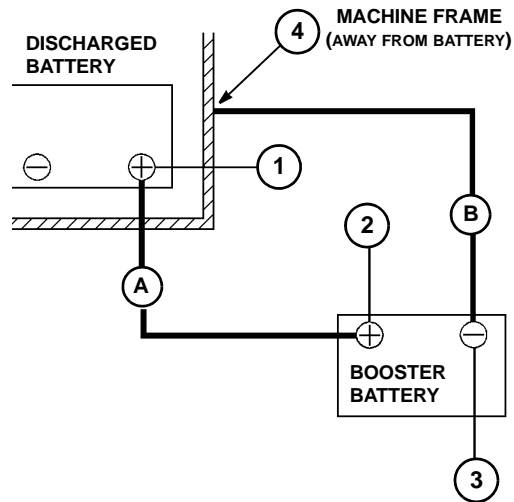 MACHINE FRAME
(AWAY FROM BATTERY)
4
DISCHARGED
BATTERY
1
2
B
A
BOOSTER
BATTERY
3